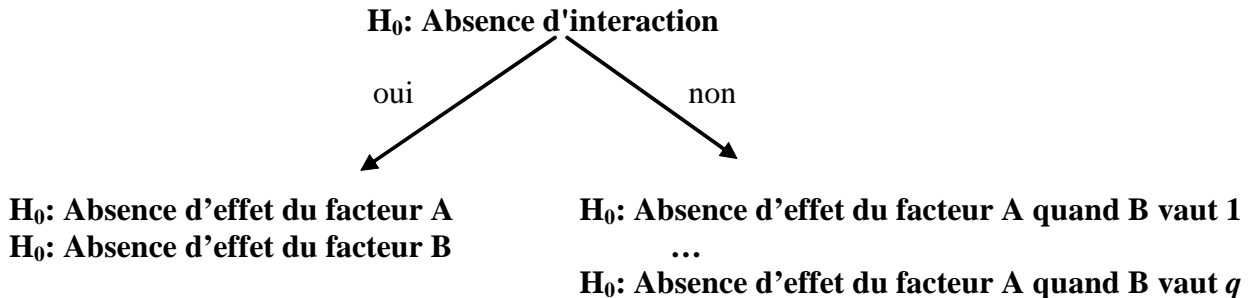 H₀: Absence d'interaction
oui
non
H₀: Absence d'effet du facteur A
H₀: Absence d'effet du facteur B
H₀: Absence d'effet du facteur A quand B vaut 1
…
H₀: Absence d'effet du facteur A quand B vaut q